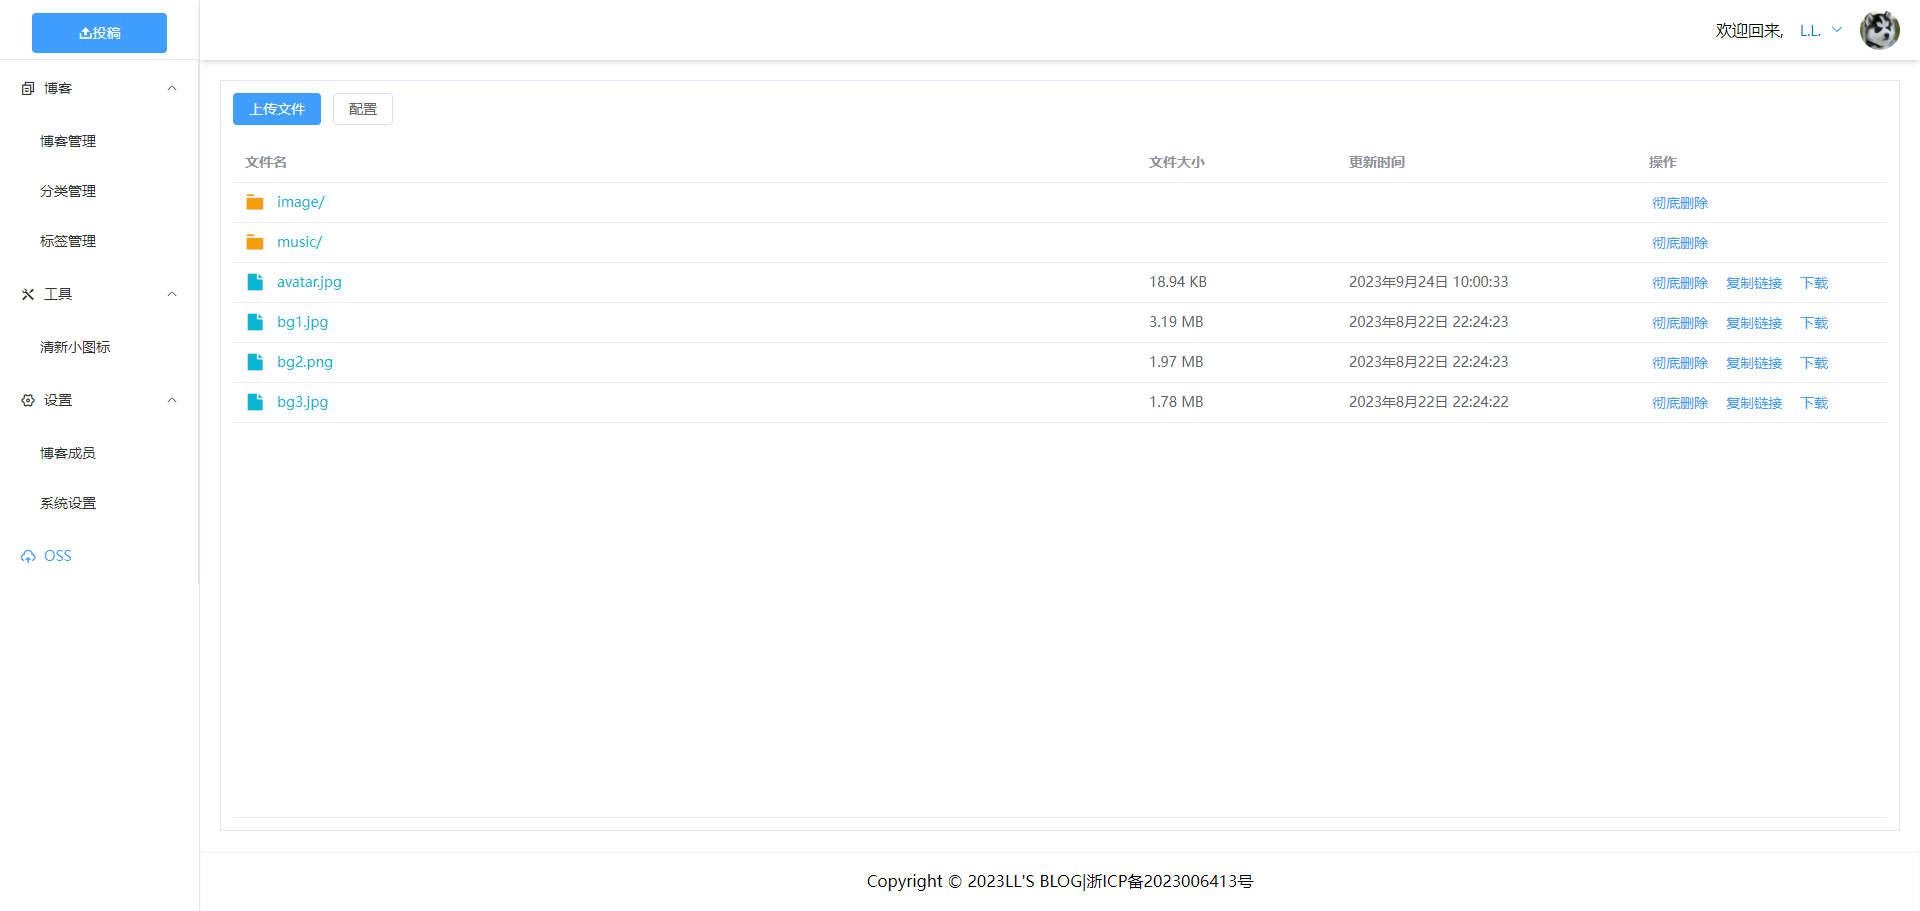 投稿
欢迎回来, L.L.
博客
博客管理
分类管理
标签管理
工具
清新小图标
设置
博客成员
系统设置
OSS
上传文件 配置
文件名 文件大小 更新时间 操作
image/ 彻底删除
music/ 彻底删除
avatar.jpg 18.94 KB 2023年9月24日 10:00:33 彻底删除 复制链接 下载
bg1.jpg 3.19 MB 2023年8月22日 22:24:23 彻底删除 复制链接 下载
bg2.png 1.97 MB 2023年8月22日 22:24:23 彻底删除 复制链接 下载
bg3.jpg 1.78 MB 2023年8月22日 22:24:22 彻底删除 复制链接 下载
Copyright © 2023LL'S BLOG|浙ICP备2023006413号